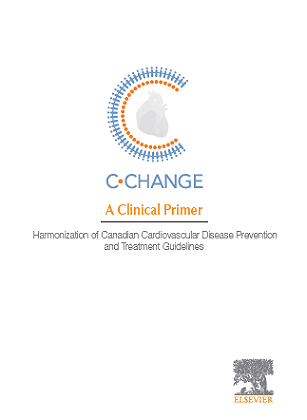 C•CHANGE
A Clinical Primer
Harmonization of Canadian Cardiovascular Disease Prevention
and Treatment Guidelines
ELSEVIER